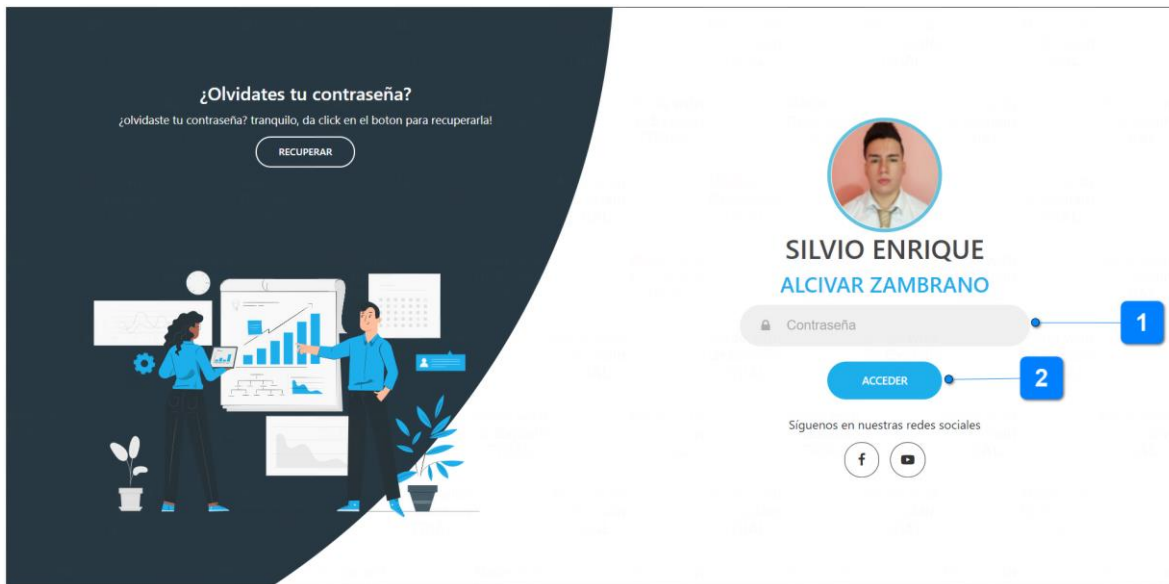 ¿Olvidates tu contraseña?
¿olvidaste tu contraseña? tranquilo, da click en el boton para recuperarla!
RECUPERAR
SILVIO ENRIQUE
ALCIVAR ZAMBRANO
Contraseña
1
ACCEDER
2
Síguenos en nuestras redes sociales